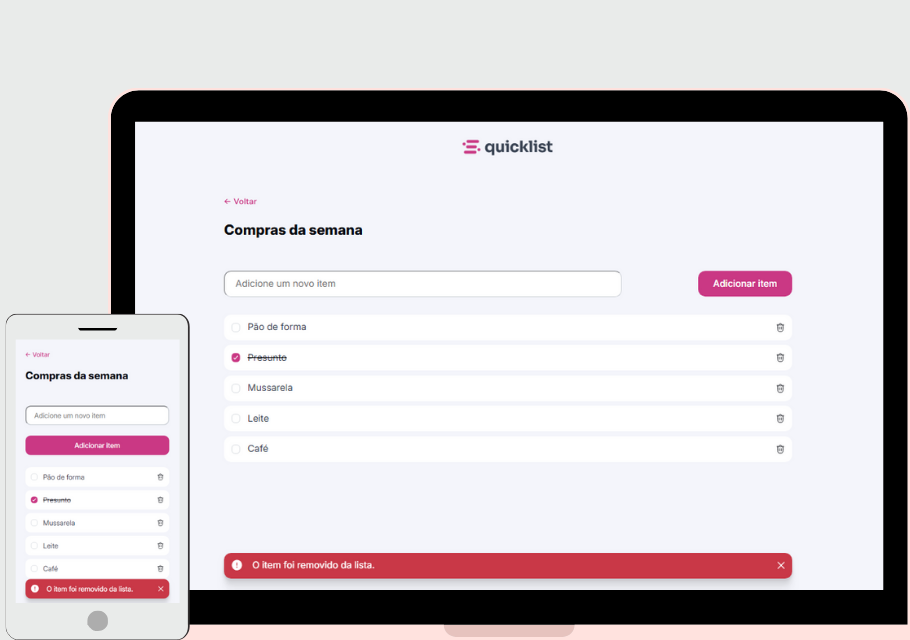 quicklist
← Voltar
Compras da semana
Adicione um novo item
Adicionar item
Pão de forma
Presunto
Mussarela
Leite
Café
O item foi removido da lista.
← Voltar
Compras da semana
Adicione um novo item
Adicionar item
Pão de forma
Presunto
Mussarela
Leite
Café
O item foi removido da lista.